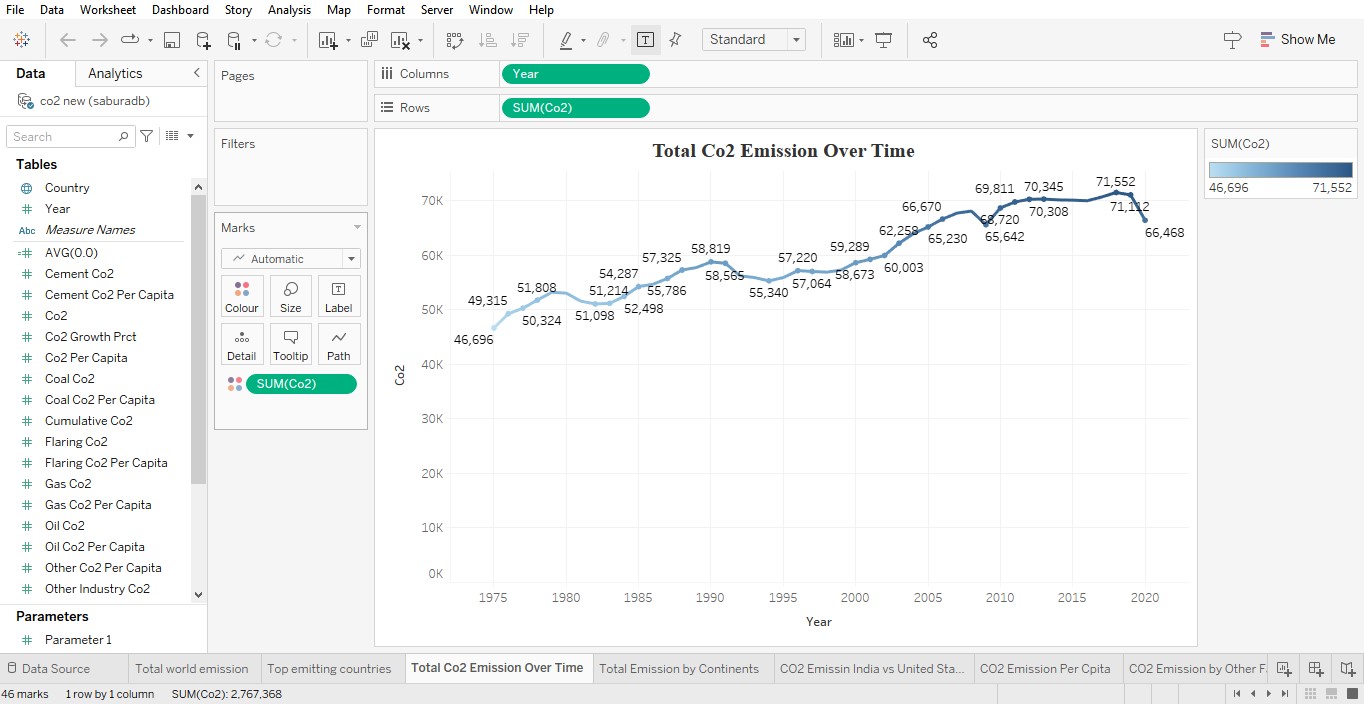 File Data Worksheet Dashboard Story Analysis Map Format Server Window Help
Standard
Show Me
Data Analytics
co2 new (saburadb)
Search
Tables
Country
Year
Abc Measure Names
AVG(0.0)
Cement Co2
Cement Co2 Per Capita
Co2
Co2 Growth Prct
Co2 Per Capita
Coal Co2
Coal Co2 Per Capita
Cumulative Co2
Flaring Co2
Flaring Co2 Per Capita
Gas Co2
Gas Co2 Per Capita
Oil Co2
Oil Co2 Per Capita
Other Co2 Per Capita
Other Industry Co2
Parameters
Parameter 1
Pages
Filters
Marks
Automatic
Colour Size Label
Detail Tooltip Path
SUM(Co2)
Columns Year
Rows SUM(Co2)
Total Co2 Emission Over Time
70K
60K
50K
40K
30K
20K
10K
0K
Co2
46,696
49,315
50,324
51,808
51,098
51,214
54,287
52,498
55,786
57,325
58,819
58,565
55,340
57,220
57,064
59,289
58,673
60,003
62,258
66,670
65,230
69,811
68,720
65,642
70,345
70,308
71,552
71,112
66,468
1975 1980 1985 1990 1995 2000 2005 2010 2015 2020
Year
SUM(Co2)
46,696 71,552
Data Source Total world emission Top emitting countries Total Co2 Emission Over Time Total Emission by Continents CO2 Emissin India vs United Sta... CO2 Emission Per Cpita CO2 Emission by Other F
46 marks 1 row by 1 column SUM(Co2): 2,767,368